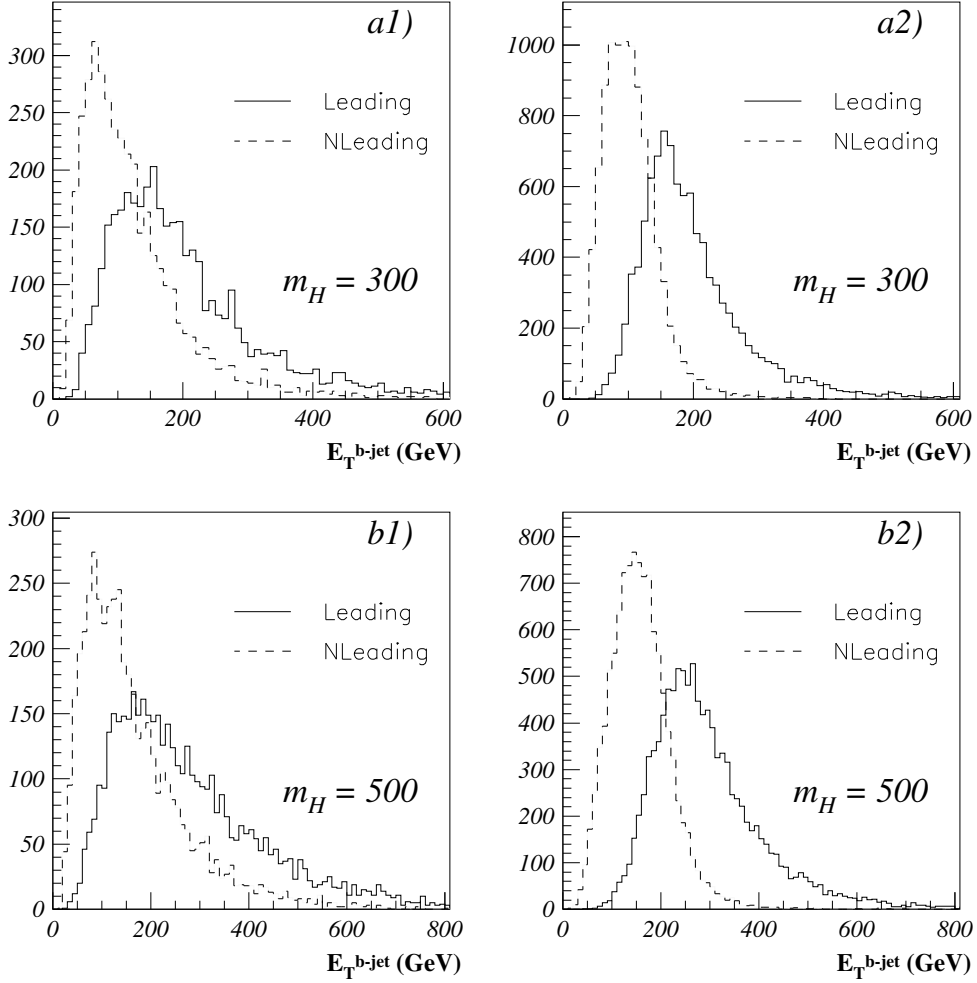 a1)
300
250
200
150
100
50
0
Leading
NLeading
m_H = 300
0 200 400 600
E_T^b-jet (GeV)
a2)
1000
800
600
400
200
0
Leading
NLeading
m_H = 300
0 200 400 600
E_T^b-jet (GeV)
b1)
300
250
200
150
100
50
0
Leading
NLeading
m_H = 500
0 200 400 600 800
E_T^b-jet (GeV)
b2)
800
700
600
500
400
300
200
100
0
Leading
NLeading
m_H = 500
0 200 400 600 800
E_T^b-jet (GeV)